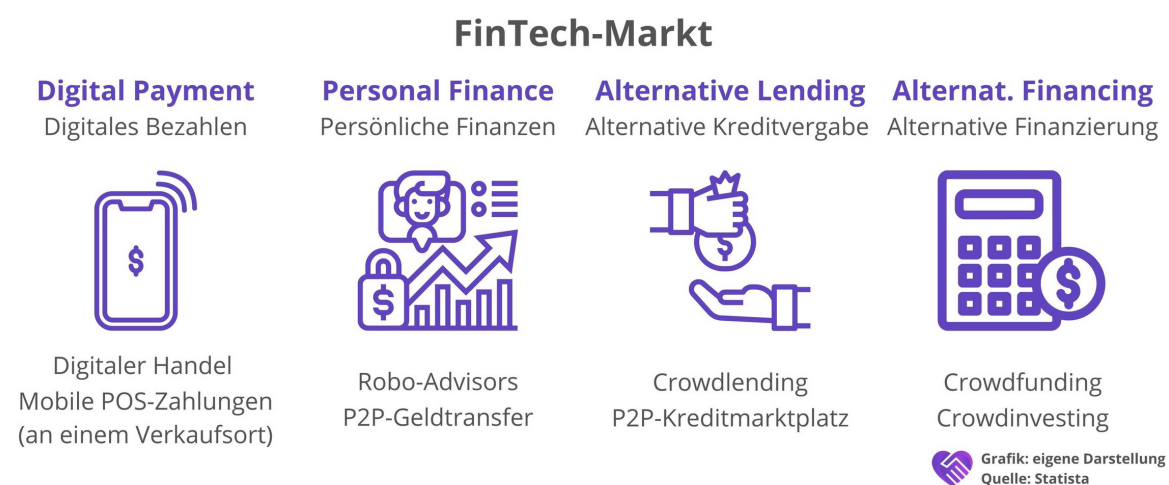 FinTech-Markt
Digital Payment
Digitales Bezahlen
$
Digitaler Handel
Mobile POS-Zahlungen
(an einem Verkaufsort)
Personal Finance
Persönliche Finanzen
$
Robo-Advisors
P2P-Geldtransfer
Alternative Lending
Alternative Kreditvergabe
$
Crowdlending
P2P-Kreditmarktplatz
Alternat. Financing
Alternative Finanzierung
$
Crowdfunding
Crowdinvesting
Grafik: eigene Darstellung
Quelle: Statista